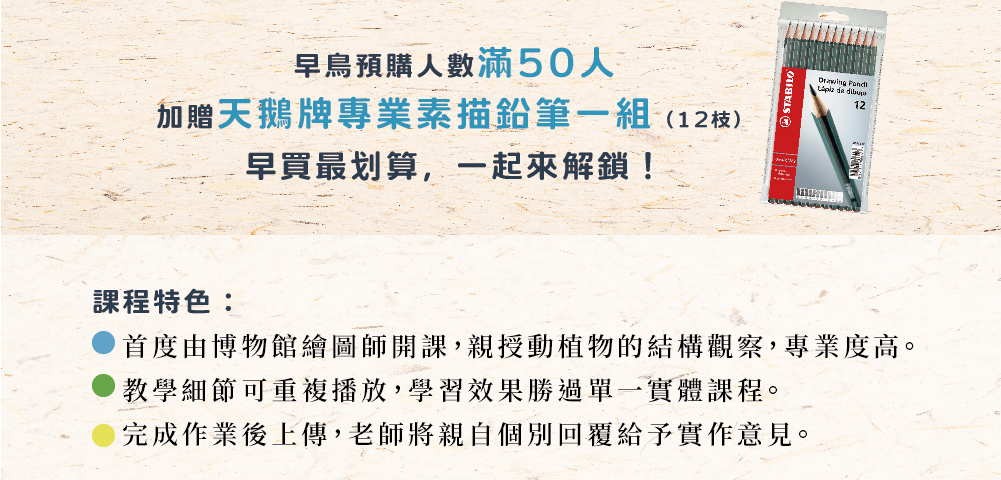 早鳥預購人數滿50人
加贈天鵝牌專業素描鉛筆一組（12枝）
早買最划算，一起來解鎖！
STABILO
Drawing Pencil
Lápiz de dibujo
12
課程特色：
首度由博物館繪圖師開課，親授動植物的結構觀察，專業度高。
教學細節可重複播放，學習效果勝過單一實體課程。
完成作業後上傳，老師將親自個別回覆給予實作意見。